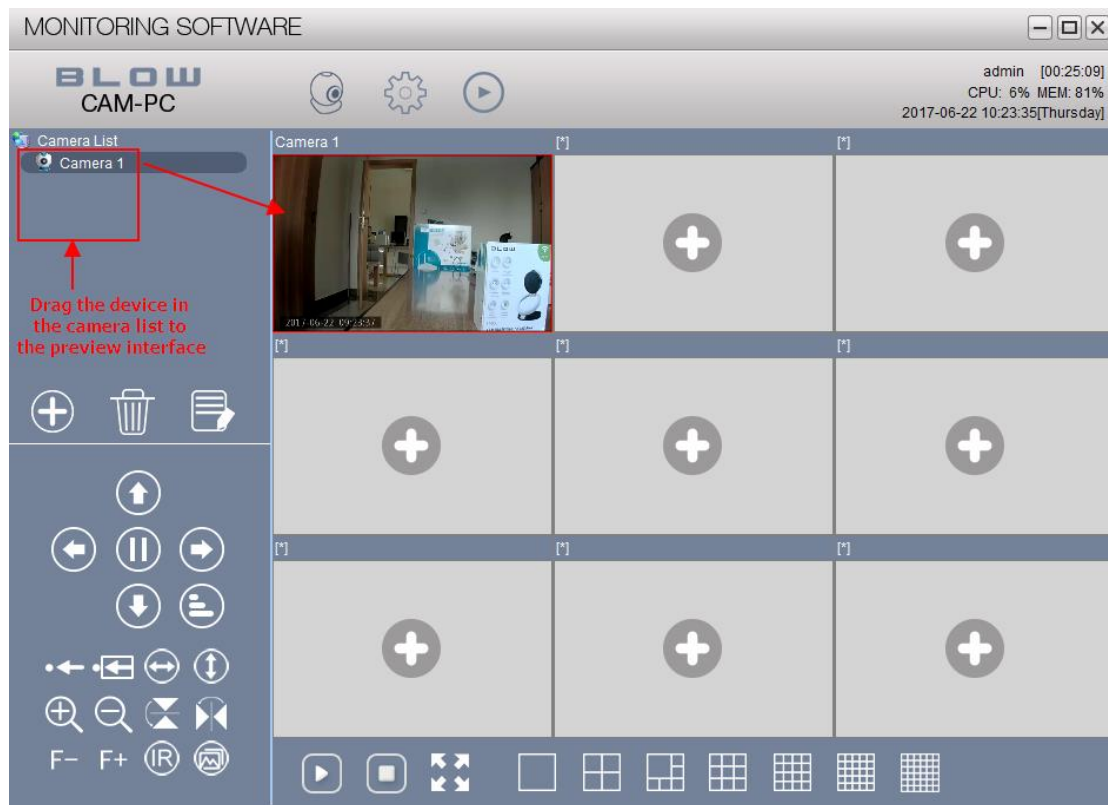 MONITORING SOFTWARE
BLOW
CAM-PC
admin [00:25:09]
CPU: 6% MEM: 81%
2017-06-22 10:23:35[Thursday]
Camera List
Camera 1
Camera 1
[*]
[*]
BLOW
2017-06-22 09:23:37
Drag the device in
the camera list to
the preview interface
[*]
[*]
[*]
[*]
[*]
[*]
F-
F+
IR